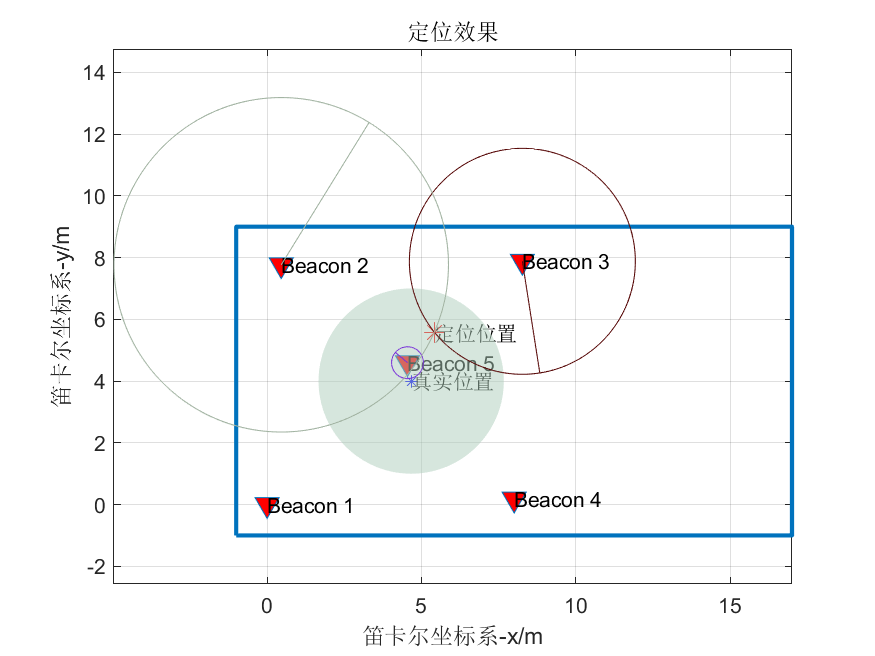 定位效果
14
12
10
8
6
4
2
0
-2
笛卡尔坐标系-y/m
Beacon 2
Beacon 3
定位位置
Beacon 5
真实位置
Beacon 1
Beacon 4
0
5
10
15
笛卡尔坐标系-x/m